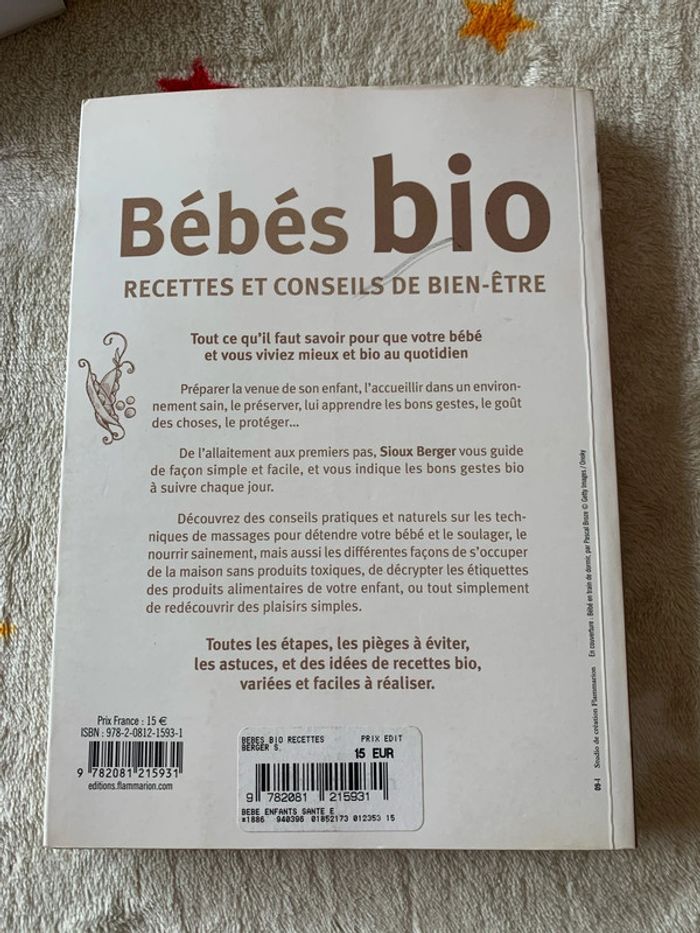 Bébés bio
RECETTES ET CONSEILS DE BIEN-ÊTRE
Tout ce qu'il faut savoir pour que votre bébé
et vous viviez mieux et bio au quotidien
Préparer la venue de son enfant, l'accueillir dans un environ-
nement sain, le préserver, lui apprendre les bons gestes, le goût
des choses, le protéger...
De l'allaitement aux premiers pas, Sioux Berger vous guide
de façon simple et facile, et vous indique les bons gestes bio
à suivre chaque jour.
Découvrez des conseils pratiques et naturels sur les tech-
niques de massages pour détendre votre bébé et le soulager, le
nourrir sainement, mais aussi les différentes façons de s'occuper
de la maison sans produits toxiques, de décrypter les étiquettes
des produits alimentaires de votre enfant, ou tout simplement
de redécouvrir des plaisirs simples.
Toutes les étapes, les pièges à éviter,
les astuces, et des idées de recettes bio,
variées et faciles à réaliser.
Prix France : 15 €
ISBN : 978-2-0812-1593-1
9 782081 215931
editions.flammarion.com
BEBES BIO RECETTES PRIX EDIT
BERGER S. 15 EUR
9 782081 215931
BEBE ENFANTS SANTE E
#1886 940398 01852173 012353 15
09-I Studio de création Flammarion En couverture : Bébé en train de dormir, par Pascal Broze © Getty Images / Onoky